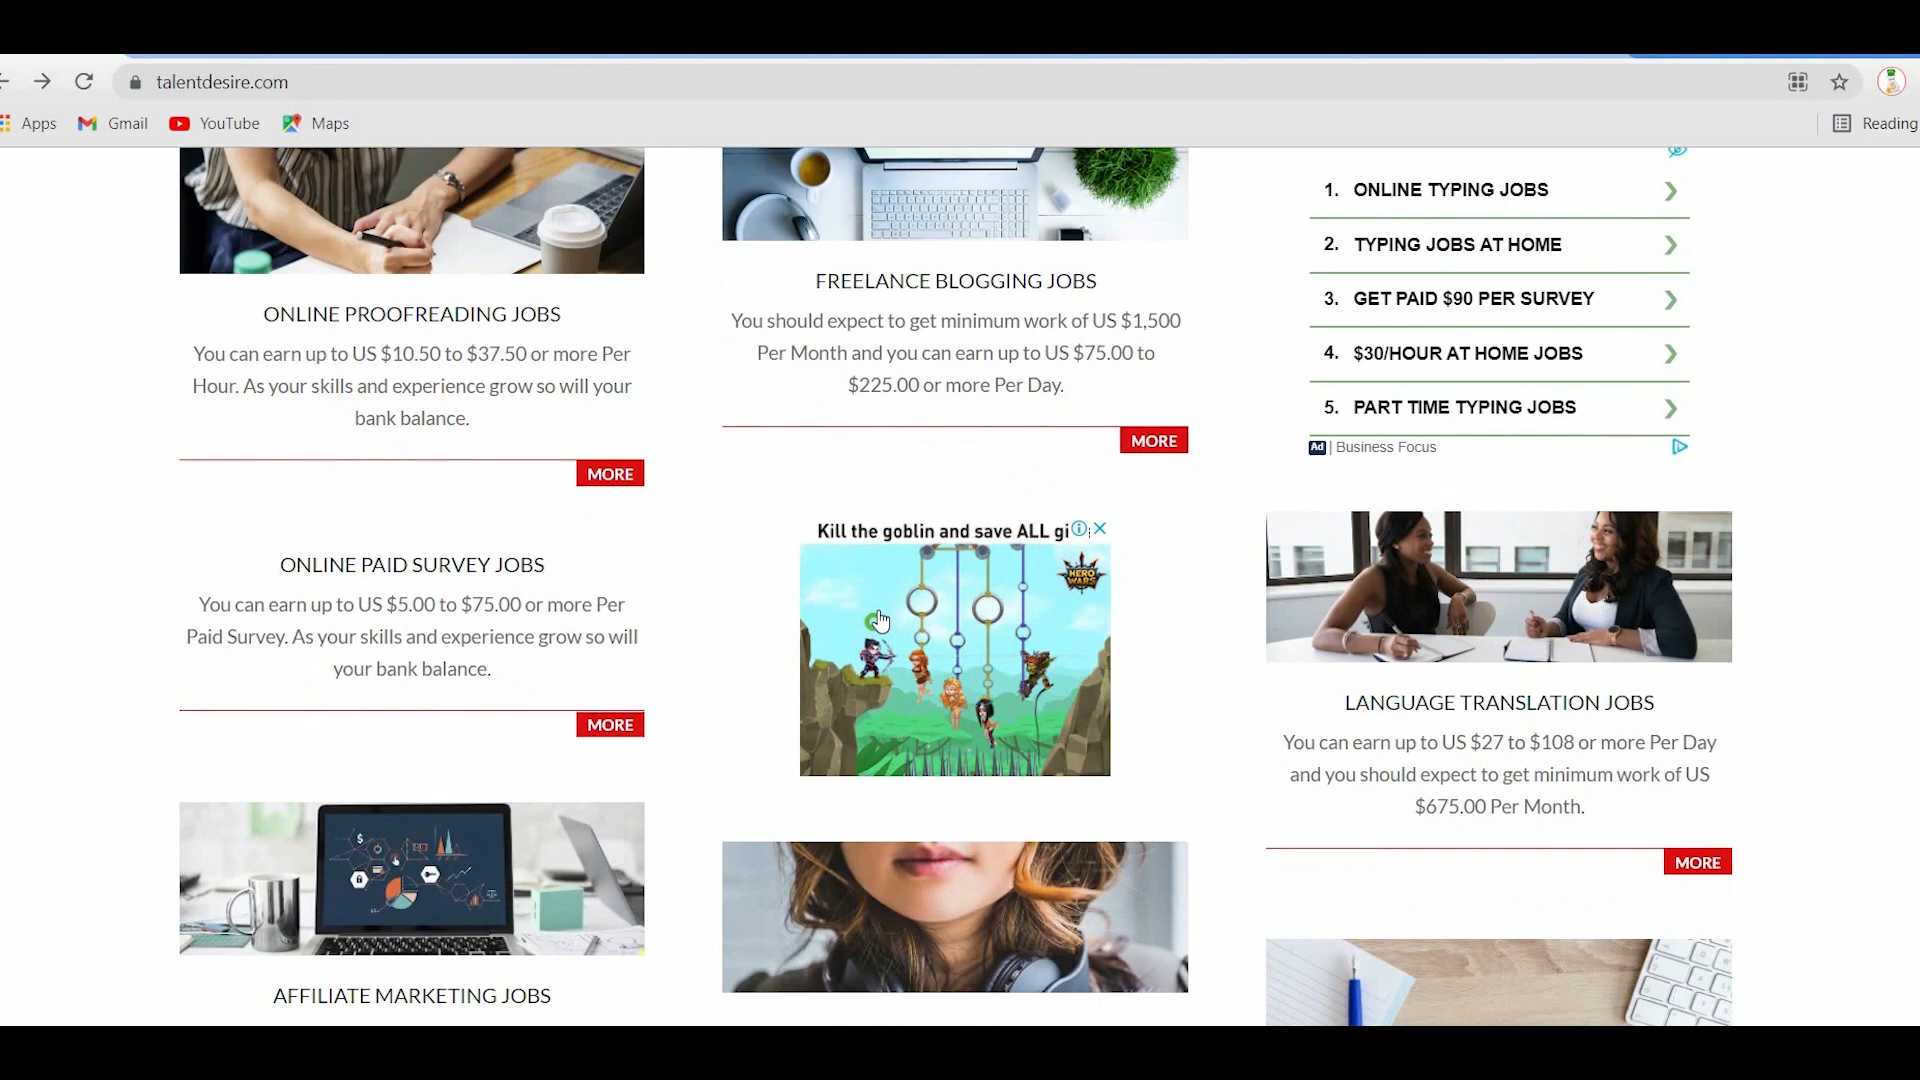 talentdesire.com
Apps
Gmail
YouTube
Maps
Reading
ONLINE PROOFREADING JOBS
You can earn up to US $10.50 to $37.50 or more Per
Hour. As your skills and experience grow so will your
bank balance.
MORE
ONLINE PAID SURVEY JOBS
You can earn up to US $5.00 to $75.00 or more Per
Paid Survey. As your skills and experience grow so will
your bank balance.
MORE
AFFILIATE MARKETING JOBS
FREELANCE BLOGGING JOBS
You should expect to get minimum work of US $1,500
Per Month and you can earn up to US $75.00 to
$225.00 or more Per Day.
MORE
Kill the goblin and save ALL gi
HERO
WARS
1. ONLINE TYPING JOBS
2. TYPING JOBS AT HOME
3. GET PAID $90 PER SURVEY
4. $30/HOUR AT HOME JOBS
5. PART TIME TYPING JOBS
Ad | Business Focus
LANGUAGE TRANSLATION JOBS
You can earn up to US $27 to $108 or more Per Day
and you should expect to get minimum work of US
$675.00 Per Month.
MORE